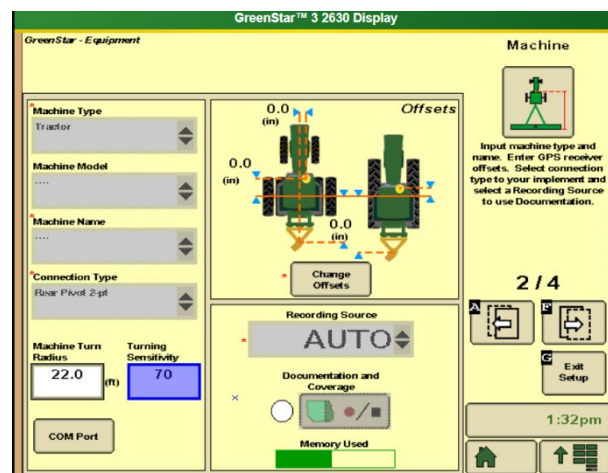 GreenStar™ 3 2630 Display
GreenStar - Equipment
*Machine Type
Tractor
Machine Model
----
*Machine Name
----
*Connection Type
Rear Pivot 2-pt
Machine Turn
Radius
22.0
(ft)
Turning
Sensitivity
70
COM Port
Offsets
0.0
(in)
0.0
(in)
0.0
(in)
*
Change
Offsets
Recording Source
*
AUTO
Documentation and
Coverage
Memory Used
Machine
Input machine type and
name. Enter GPS receiver
offsets. Select connection
type to your implement and
select a Recording Source
to use Documentation.
2/4
A
F
G
Exit
Setup
1:32pm